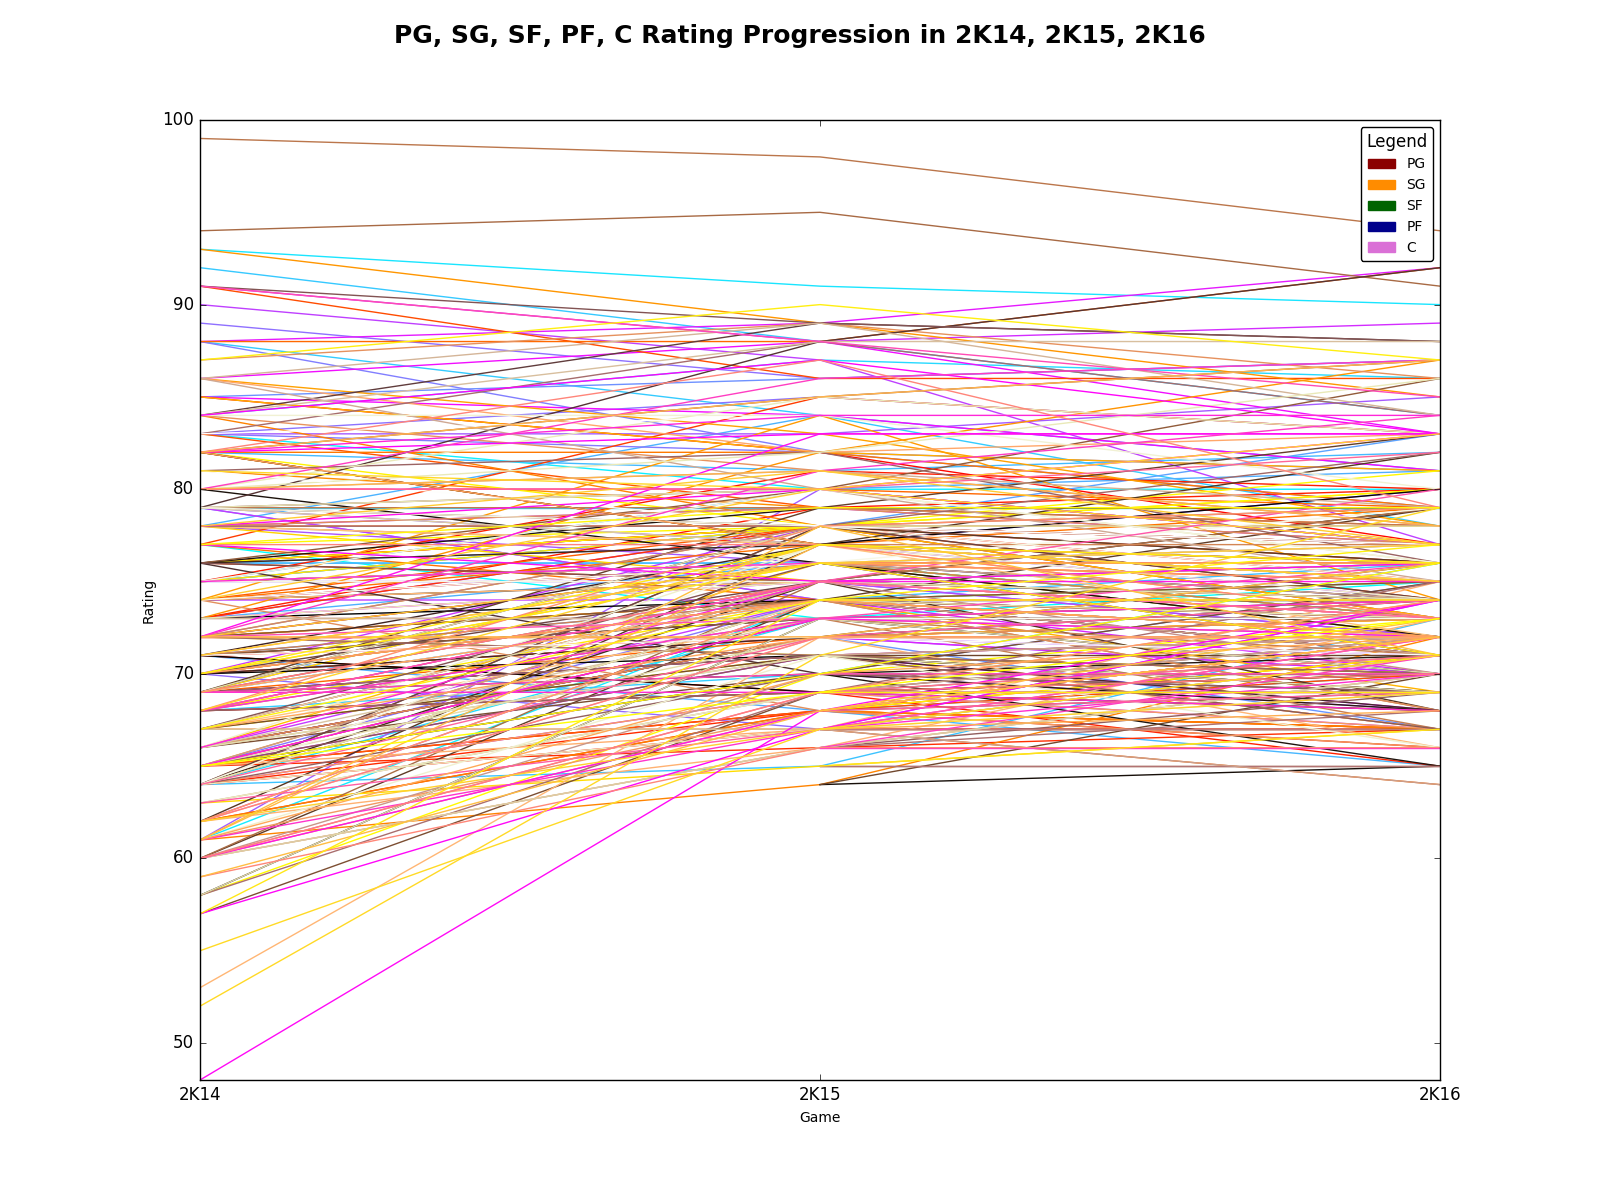 PG, SG, SF, PF, C Rating Progression in 2K14, 2K15, 2K16
100
90
80
70
60
50
Rating
Legend
PG
SG
SF
PF
C
2K14
2K15
2K16
Game